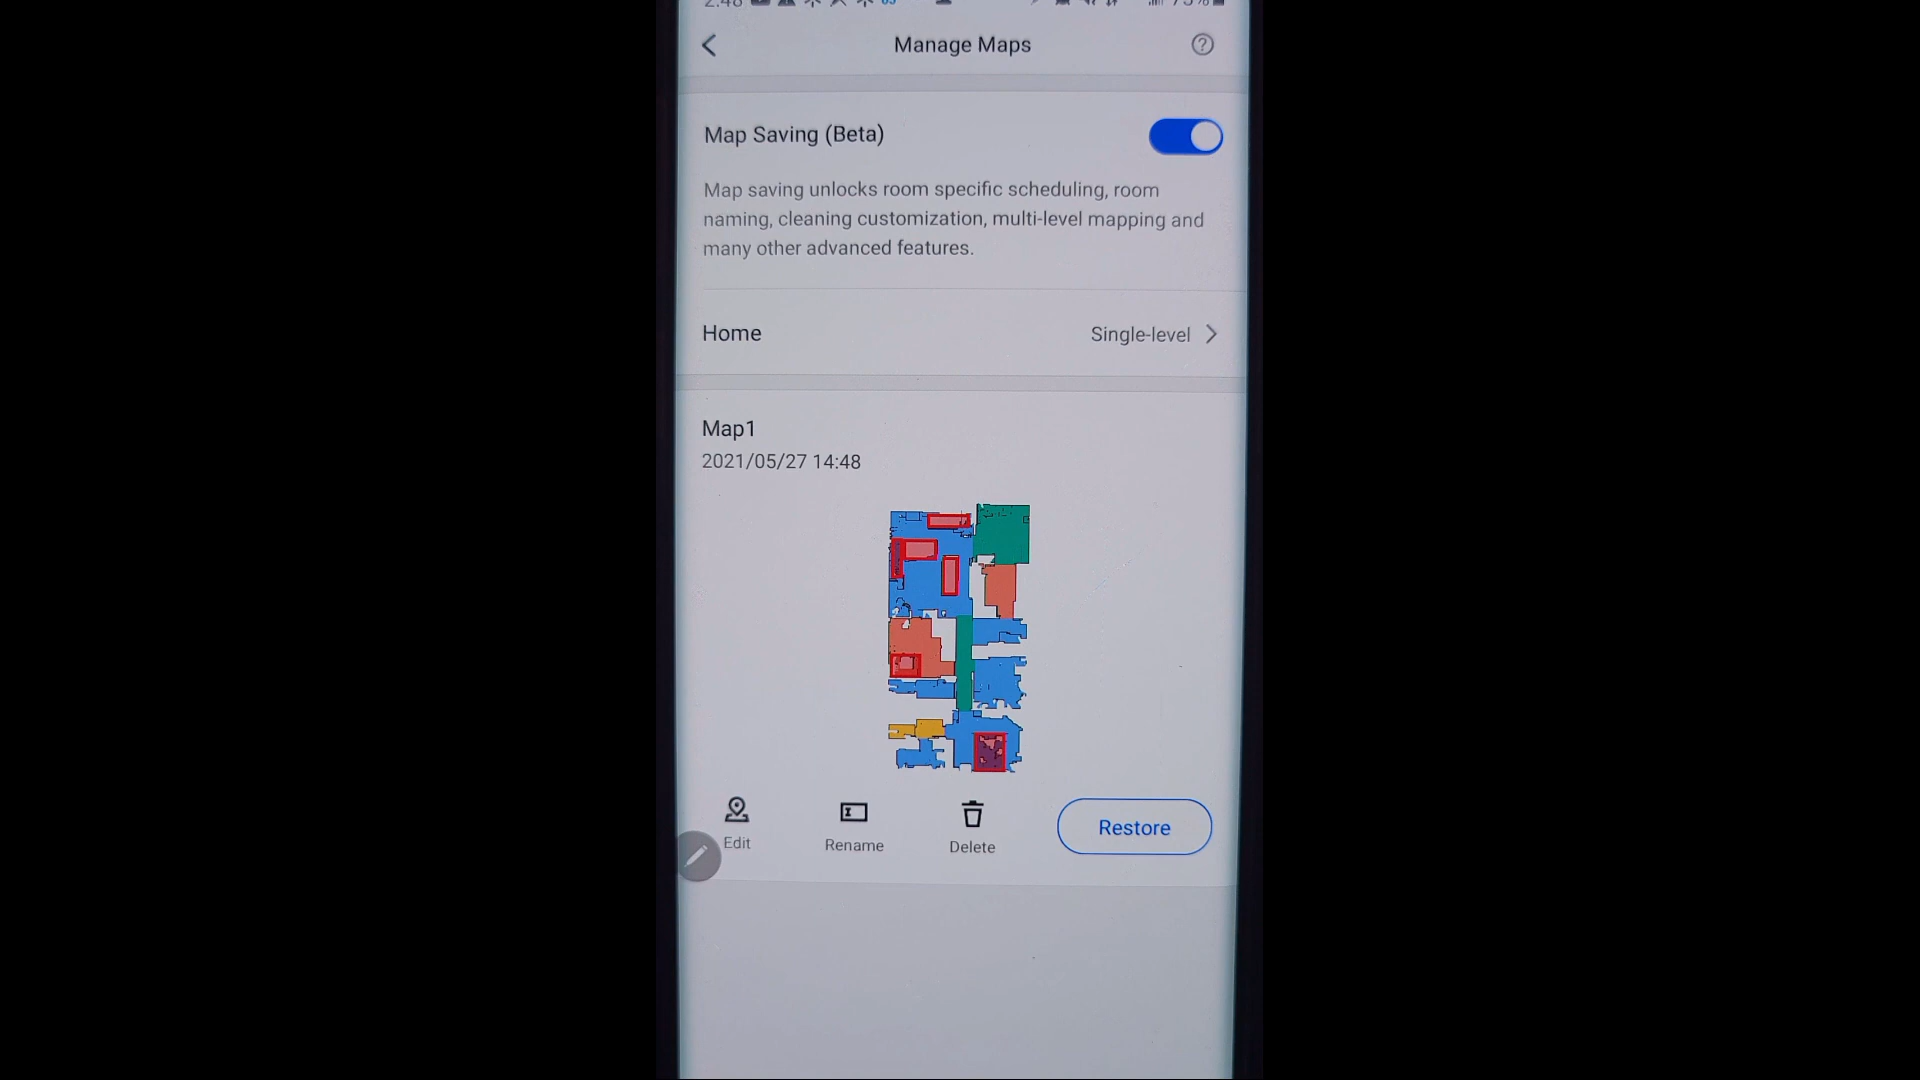 Manage Maps
Map Saving (Beta)
Map saving unlocks room specific scheduling, room
naming, cleaning customization, multi-level mapping and
many other advanced features.
Home Single-level
Map1
2021/05/27 14:48
Edit Rename Delete Restore